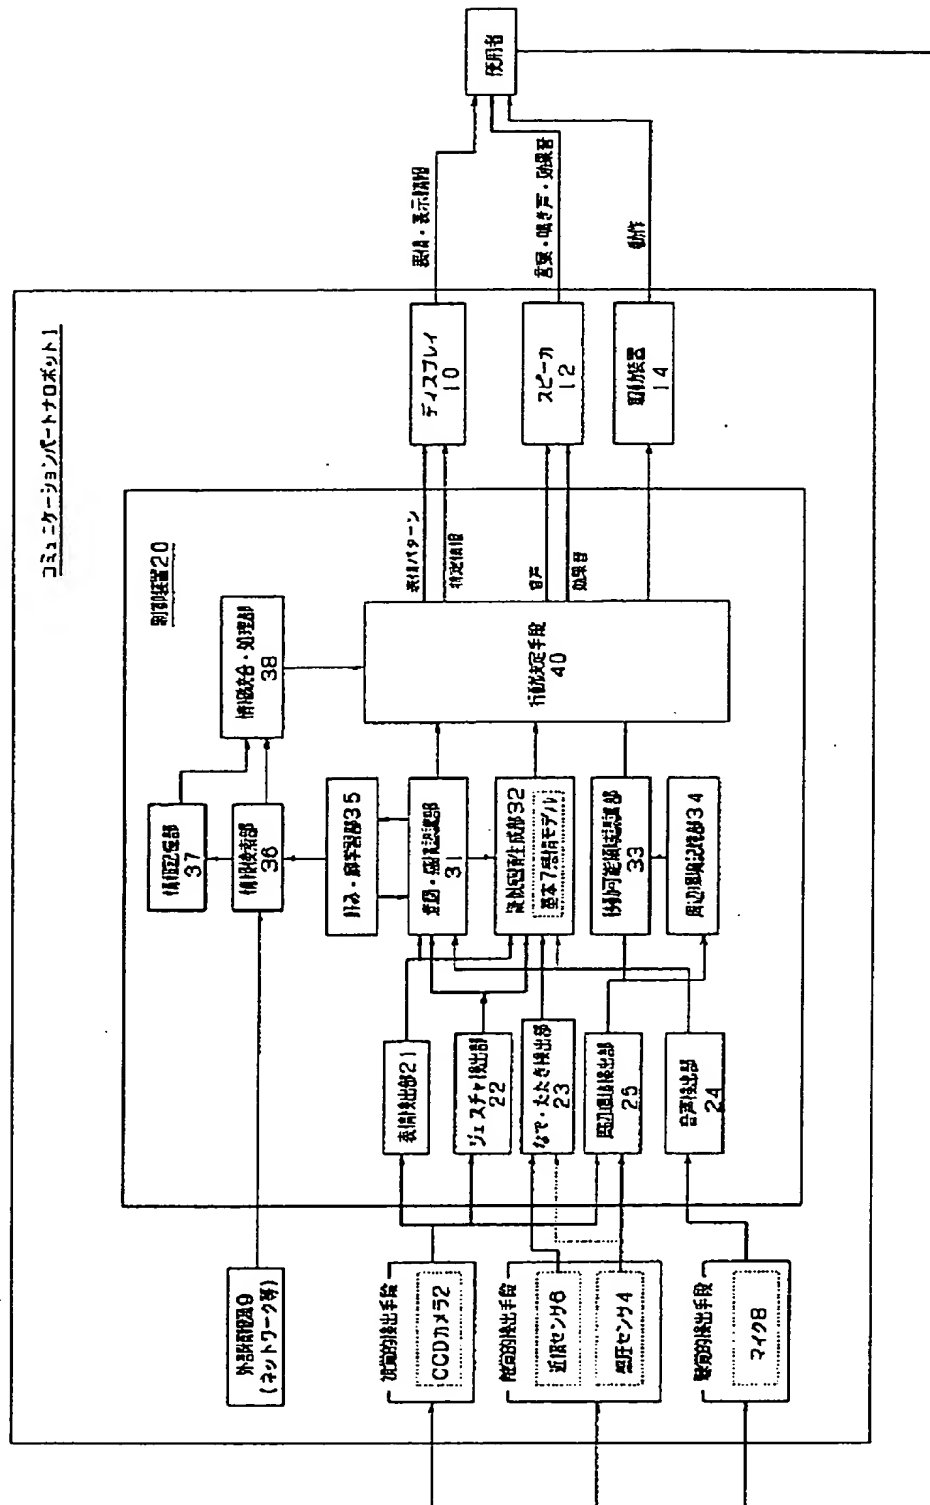 コミュニケーションパートナロボット1
外部情報源9
(ネットワーク等)
視覚的検出手段
CCDカメラ2
触覚的検出手段
近接センサ6
感圧センサ4
聴覚的検出手段
マイク8
制御装置20
表情検出部21
ジェスチャ検出部
22
なで・たたき検出部
23
周辺環境検出部
25
音声検出部
24
情報記憶部
37
情報検索部
36
好み・癖学習部35
意図・感情認識部
31
疑似感情生成部32
基本7感情モデル
移動可能領域認識部
33
周辺環境記憶部34
情報統合・処理部
38
行動決定手段
40
表情パターン
特定情報
音声
効果音
ディスプレイ
10
スピーカ
12
駆動装置
14
表情・表示情報
言葉・鳴き声・効果音
動作
使用者